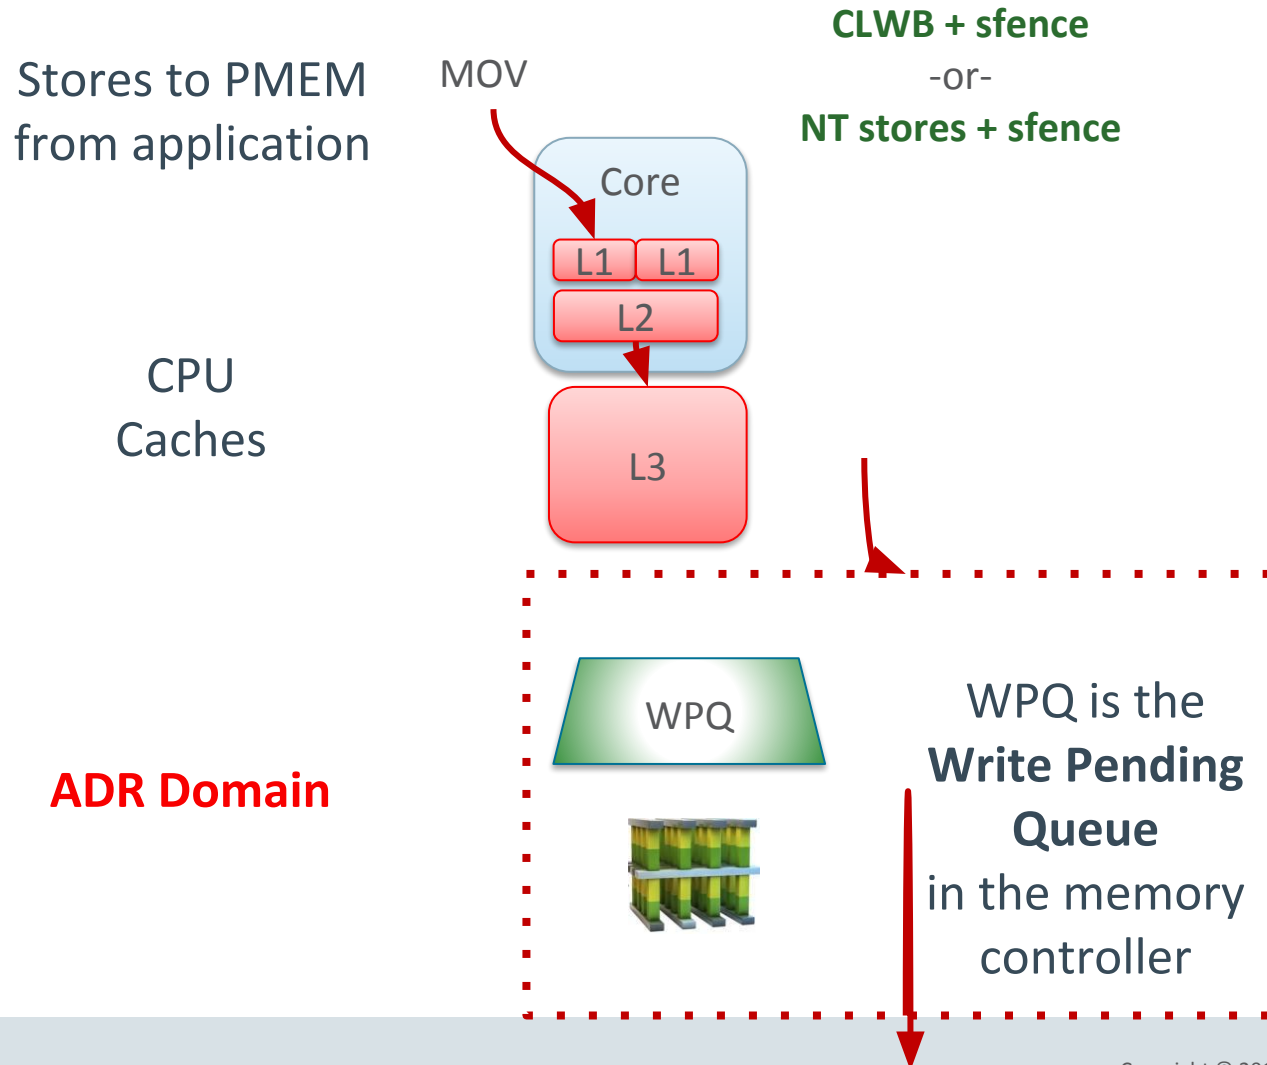 Stores to PMEM
from application
MOV
CLWB + sfence
-or-
NT stores + sfence
Core
L1 L1
L2
CPU
Caches
L3
WPQ
ADR Domain
WPQ is the
Write Pending
Queue
in the memory
controller